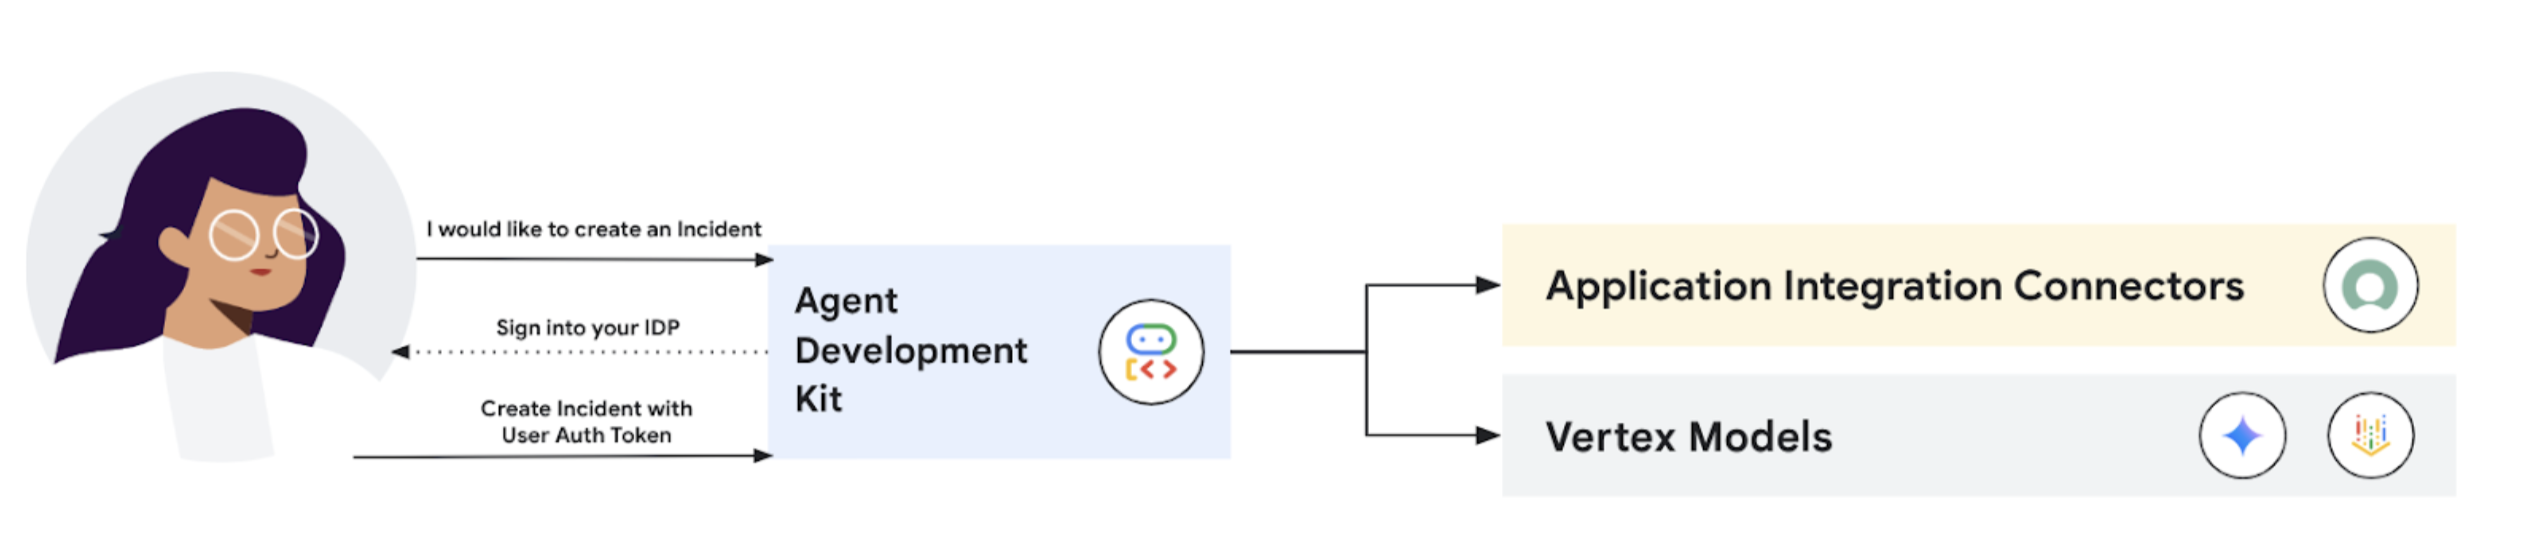 I would like to create an Incident
Sign into your IDP
Create Incident with
User Auth Token
Agent
Development
Kit
Application Integration Connectors
Vertex Models